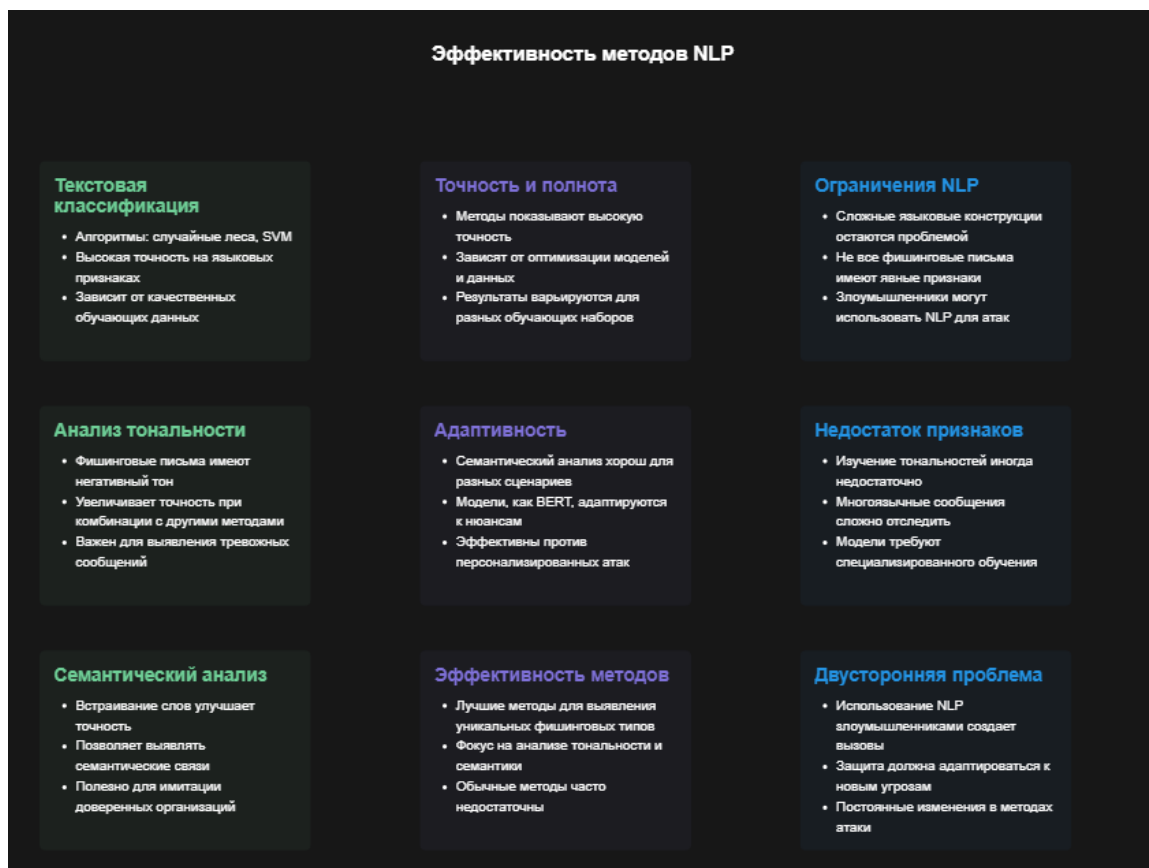 Эффективность методов NLP
Текстовая
классификация
• Алгоритмы: случайные леса, SVM
• Высокая точность на языковых
признаках
• Зависит от качественных
обучающих данных
Точность и полнота
• Методы показывают высокую
точность
• Зависят от оптимизации моделей
и данных
• Результаты варьируются для
разных обучающих наборов
Ограничения NLP
• Сложные языковые конструкции
остаются проблемой
• Не все фишинговые письма
имеют явные признаки
• Злоумышленники могут
использовать NLP для атак
Анализ тональности
• Фишинговые письма имеют
негативный тон
• Увеличивает точность при
комбинации с другими методами
• Важен для выявления тревожных
сообщений
Адаптивность
• Семантический анализ хорош для
разных сценариев
• Модели, как BERT, адаптируются
к нюансам
• Эффективны против
персонализированных атак
Недостаток признаков
• Изучение тональностей иногда
недостаточно
• Многоязычные сообщения
сложно отследить
• Модели требуют
специализированного обучения
Семантический анализ
• Встраивание слов улучшает
точность
• Позволяет выявлять
семантические связи
• Полезно для имитации
доверенных организаций
Эффективность методов
• Лучшие методы для выявления
уникальных фишинговых типов
• Фокус на анализе тональности и
семантики
• Обычные методы часто
недостаточны
Двусторонняя проблема
• Использование NLP
злоумышленниками создает
вызовы
• Защита должна адаптироваться к
новым угрозам
• Постоянные изменения в методах
атаки